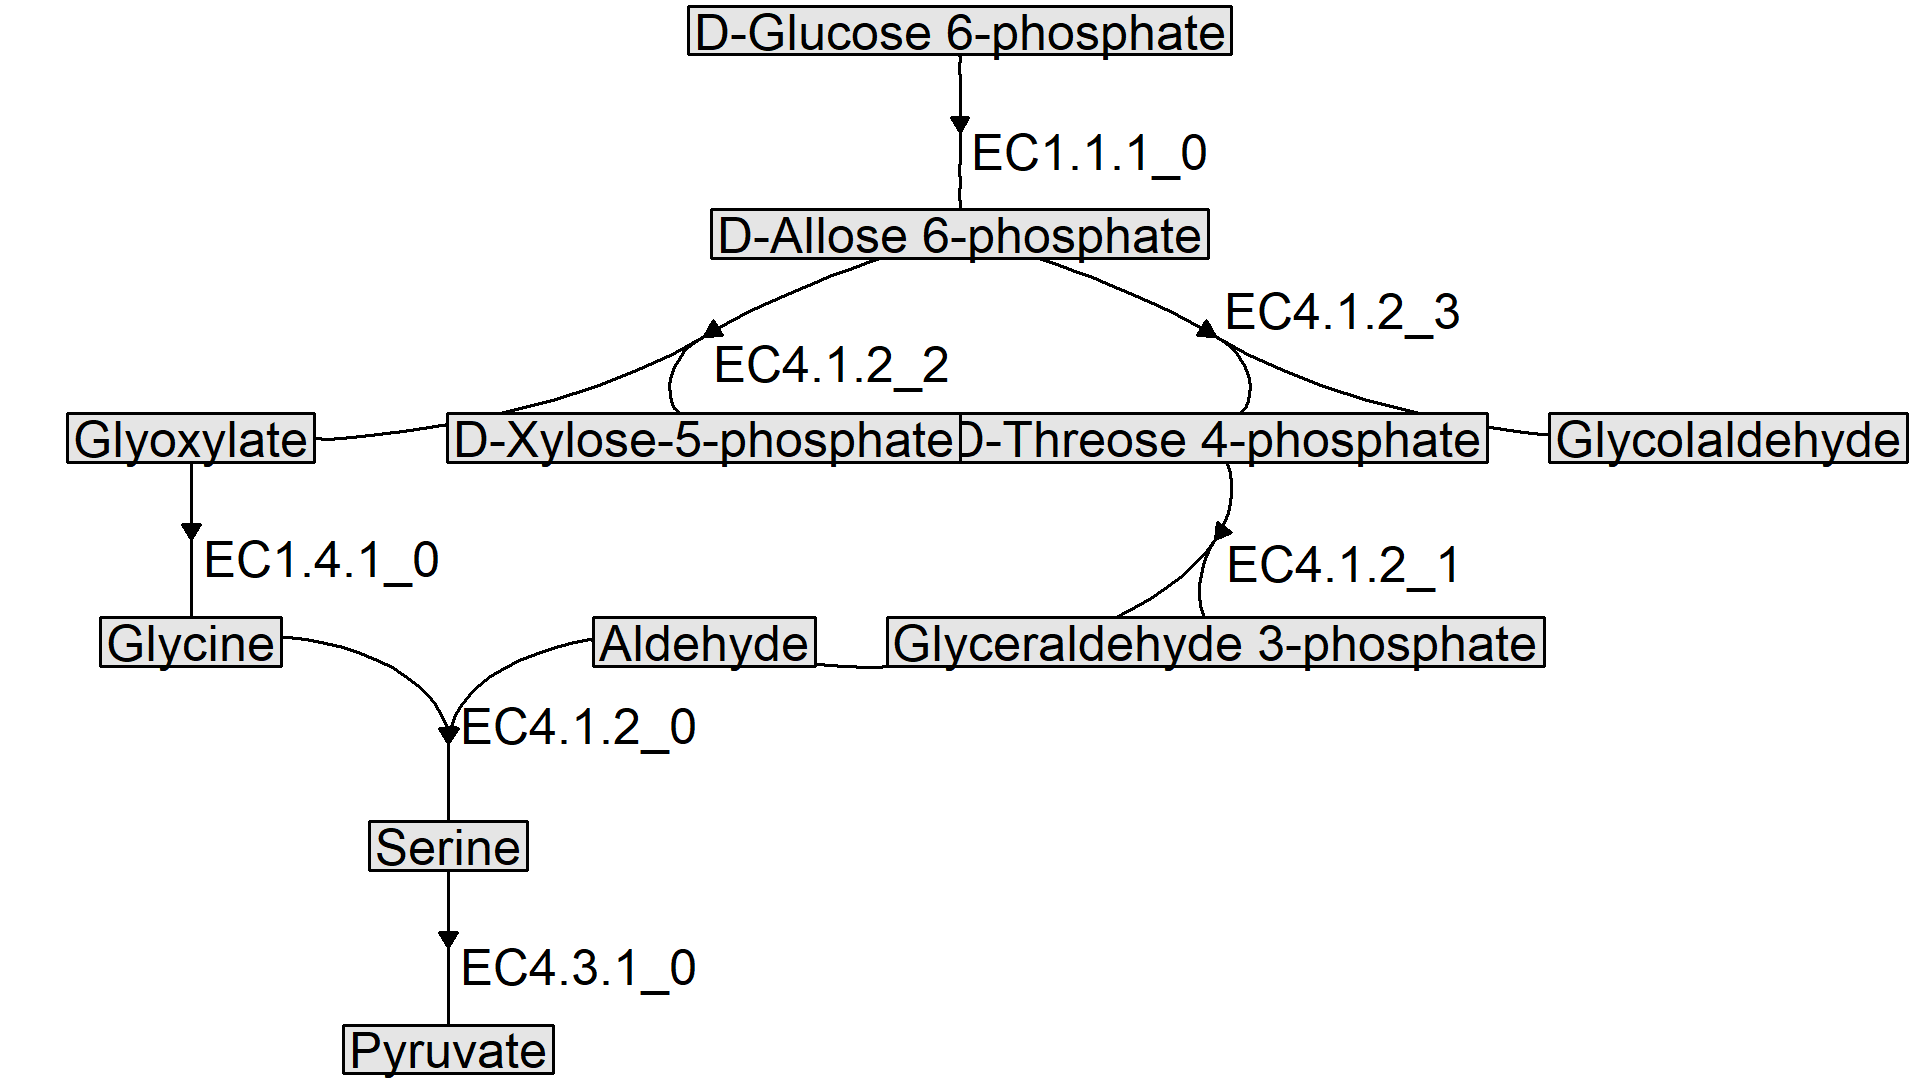 D-Glucose 6-phosphate
EC1.1.1_0
D-Allose 6-phosphate
EC4.1.2_3
EC4.1.2_2
Glyoxylate
D-Xylose-5-phosphate
D-Threose 4-phosphate
Glycolaldehyde
EC1.4.1_0
EC4.1.2_1
Glycine
Aldehyde
Glyceraldehyde 3-phosphate
EC4.1.2_0
Serine
EC4.3.1_0
Pyruvate